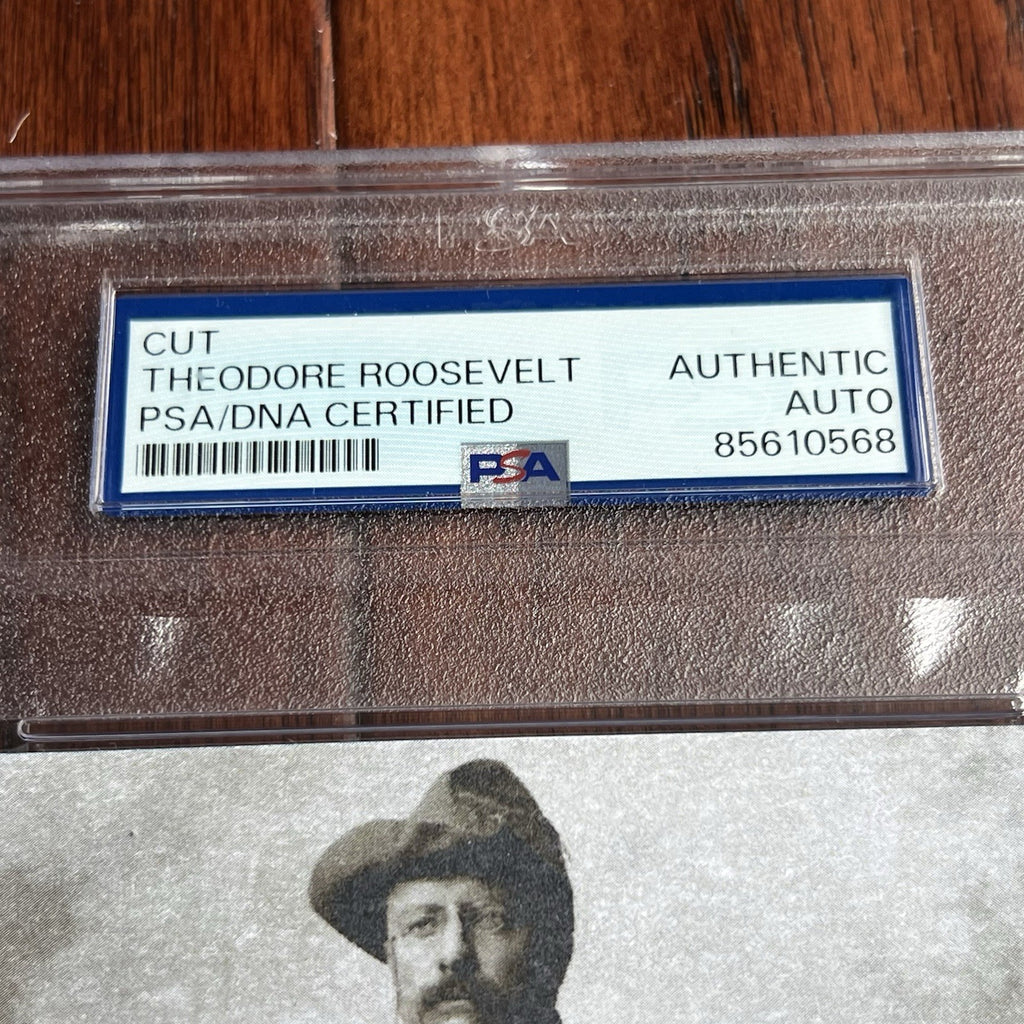 CUT
THEODORE ROOSEVELT
PSA/DNA CERTIFIED
AUTHENTIC
AUTO
85610568
PSA